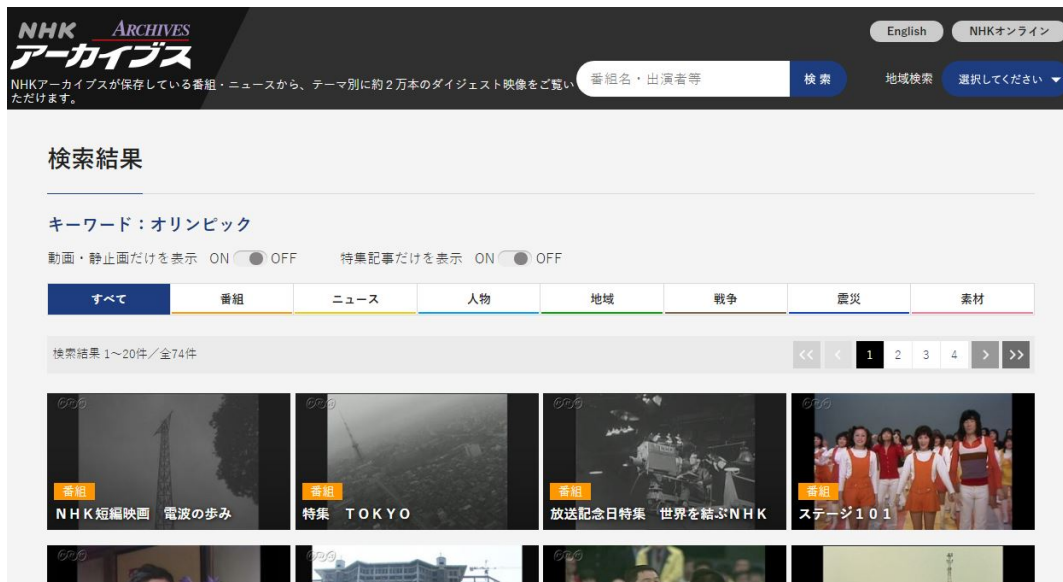 NHK ARCHIVES
アーカイブス
NHKアーカイブスが保存している番組・ニュースから、テーマ別に約２万本のダイジェスト映像をご覧い
ただけます。
English
NHKオンライン
番組名・出演者等
検索
地域検索
選択してください
検索結果
キーワード：オリンピック
動画・静止画だけを表示 ON OFF
特集記事だけを表示 ON OFF
すべて
番組
ニュース
人物
地域
戦争
震災
素材
検索結果 1～20件／全74件
<< < 1 2 3 4 > >>
番組
ＮＨＫ短編映画　電波の歩み
番組
特集　ＴＯＫＹＯ
番組
放送記念日特集　世界を結ぶＮＨＫ
番組
ステージ１０１